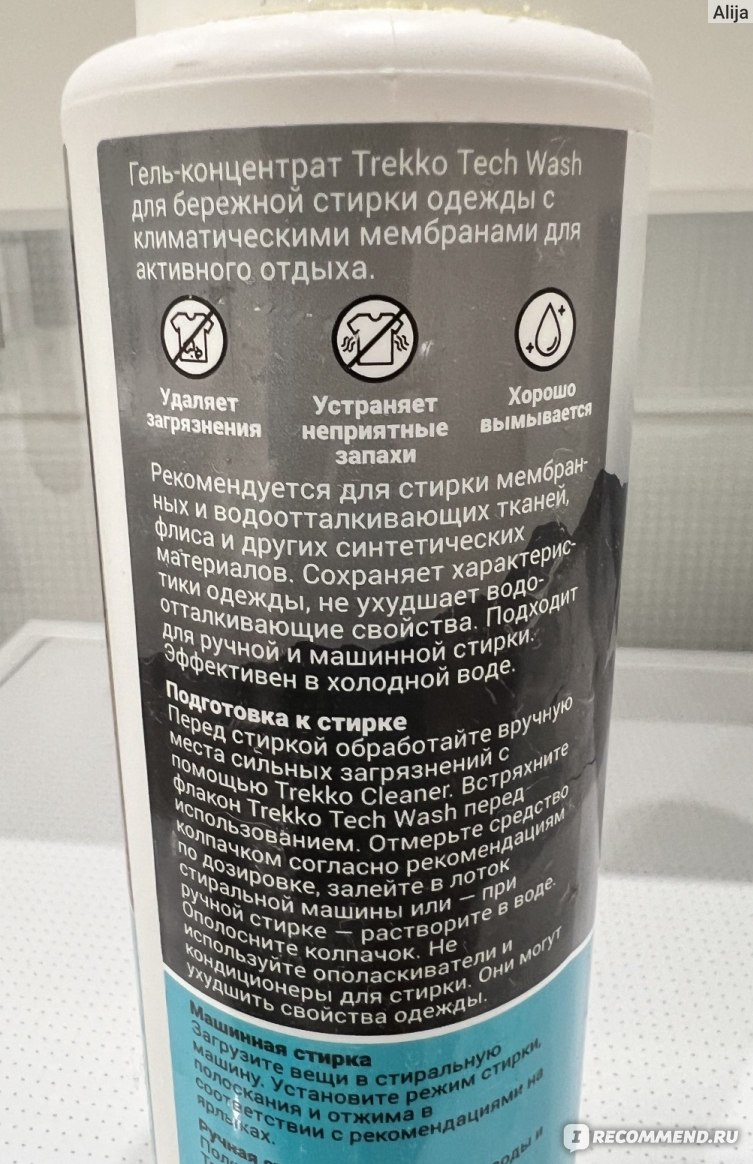 Alija
Гель-концентрат Trekko Tech Wash
для бережной стирки одежды с
климатическими мембранами для
активного отдыха.
Удаляет
загрязнения
Устраняет
неприятные
запахи
Хорошо
вымывается
Рекомендуется для стирки мембран-
ных и водоотталкивающих тканей,
флиса и других синтетических
материалов. Сохраняет характерис-
тики одежды, не ухудшает водо-
отталкивающие свойства. Подходит
для ручной и машинной стирки.
Эффективен в холодной воде.
Подготовка к стирке
Перед стиркой обработайте вручную
места сильных загрязнений с
помощью Trekko Cleaner. Встряхните
флакон Trekko Tech Wash перед
использованием. Отмерьте средство
колпачком согласно рекомендациям
по дозировке, залейте в лоток
стиральной машины или — при
ручной стирке — растворите в воде.
Ополосните колпачок. Не
используйте ополаскиватели и
кондиционеры для стирки. Они могут
ухудшить свойства одежды.
Машинная стирка
Загрузите вещи в стиральную
машину. Установите режим стирки,
полоскания и отжима в
соответствии с рекомендациями на
ярлыках.
Ручная
IRECOMMEND.RU